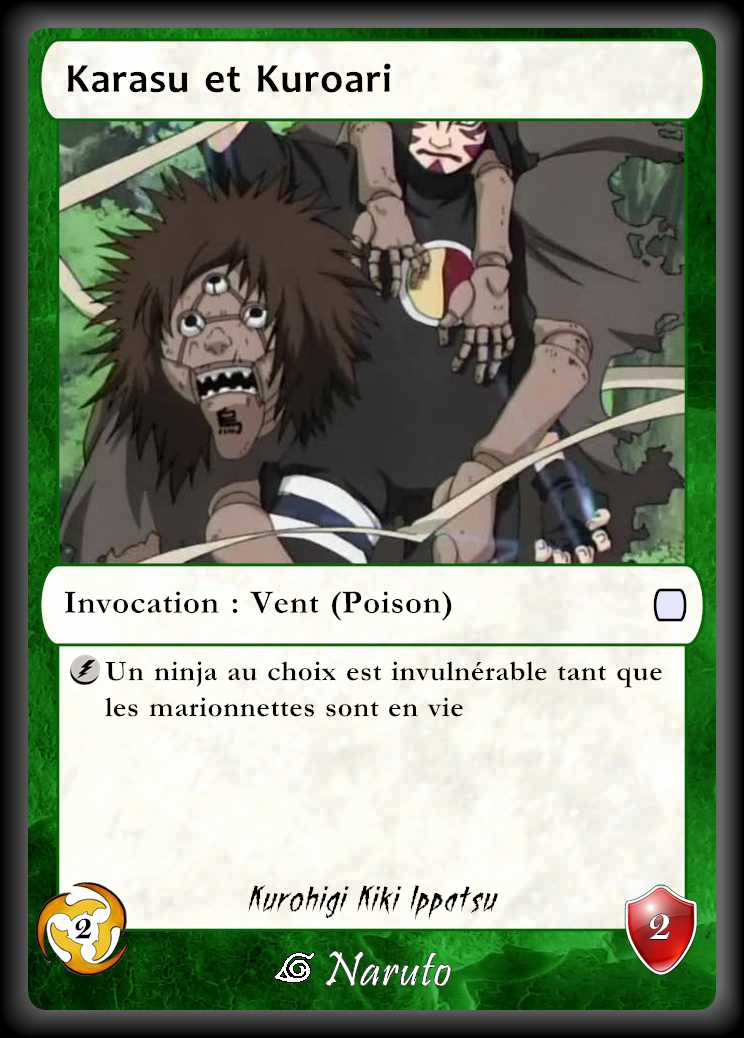 Karasu et Kuroari
烏
Invocation : Vent (Poison)
Un ninja au choix est invulnérable tant que
les marionnettes sont en vie
Kurohigi Kiki Ippatsu
2
2
Naruto